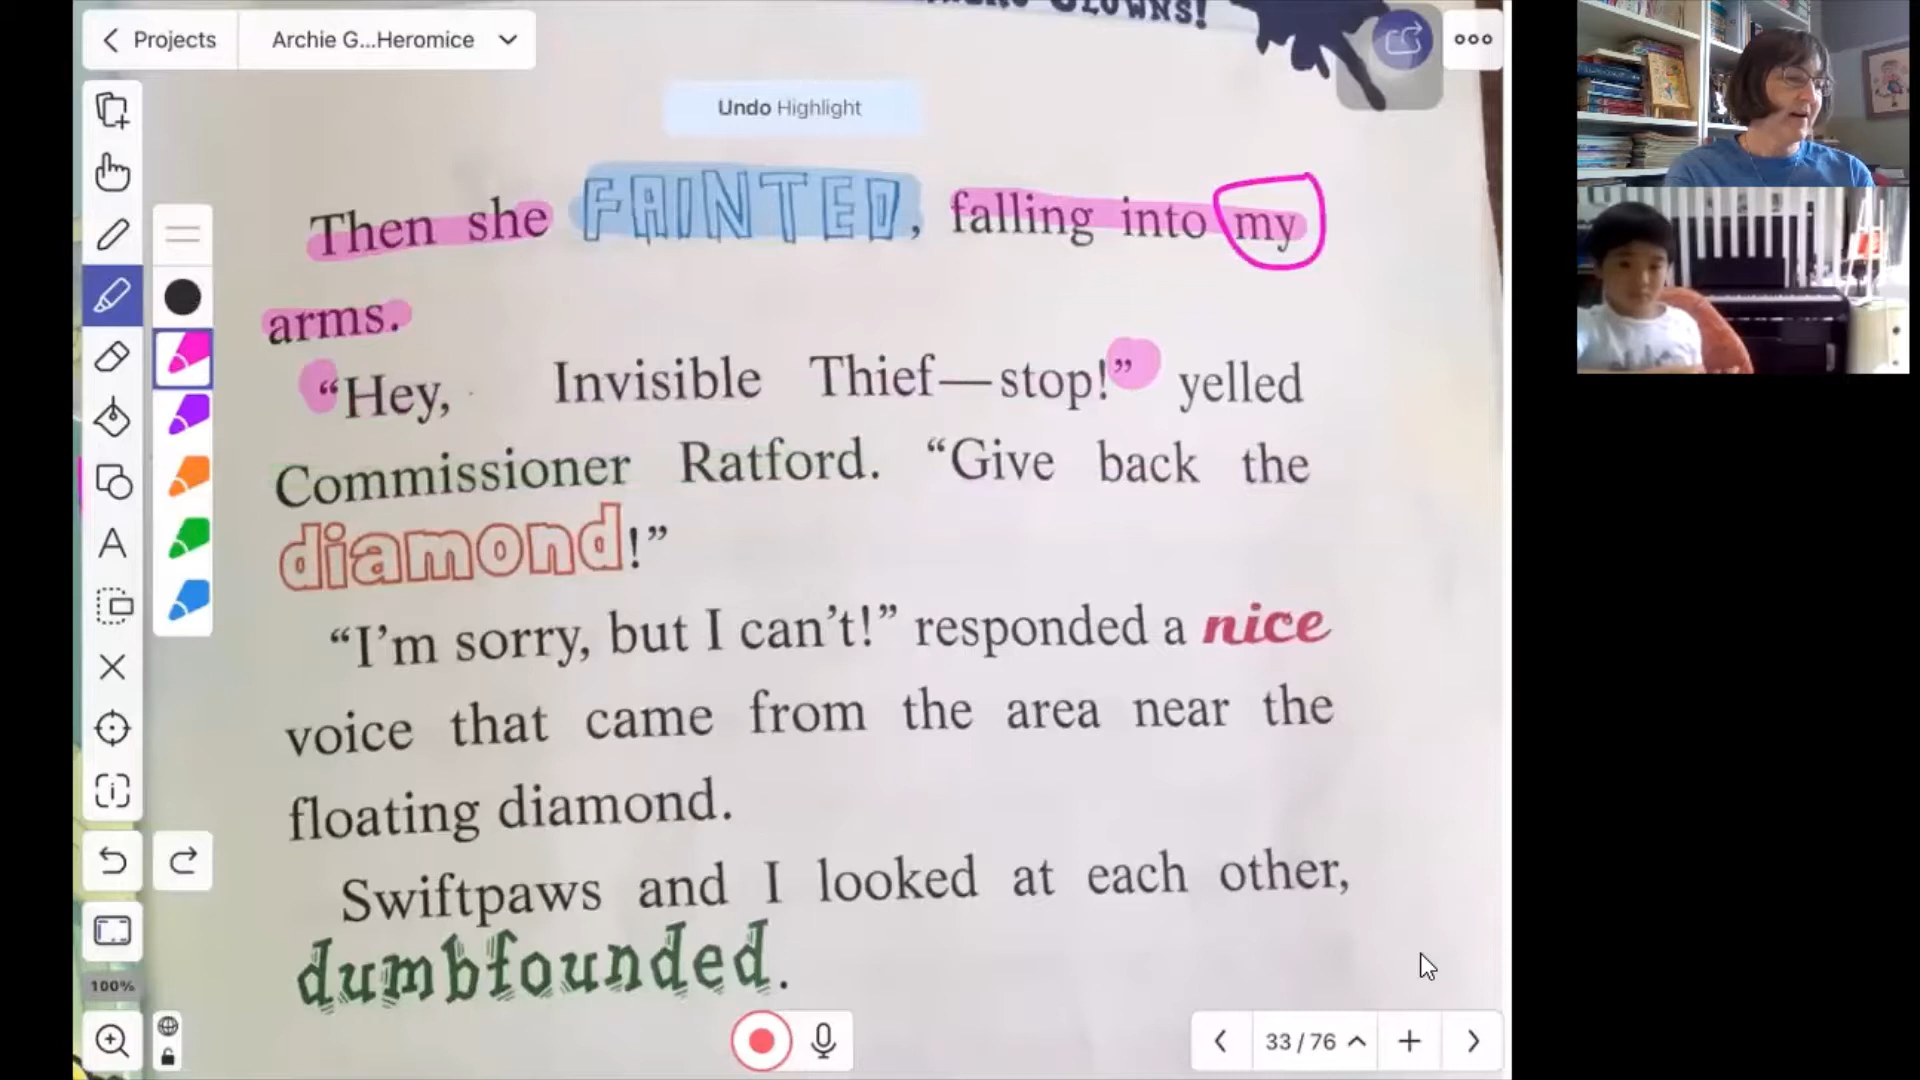 CLOWNS!
Projects
Archie G...Heromice
Undo Highlight
Then she FAINTED, falling into my
arms.
“Hey, Invisible Thief—stop!” yelled
Commissioner Ratford. “Give back the
diamond!”
“I'm sorry, but I can't!” responded a nice
voice that came from the area near the
floating diamond.
Swiftpaws and I looked at each other,
dumbfounded.
A
100%
33 / 76